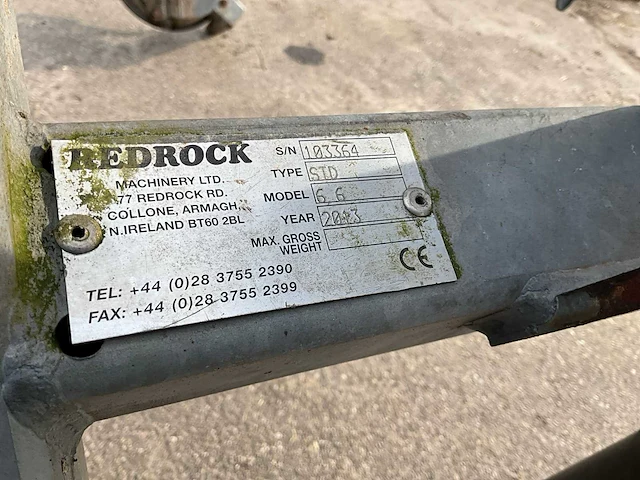 REDROCK
MACHINERY LTD.
77 REDROCK RD.
COLLONE, ARMAGH,
N.IRELAND BT60 2BL
TEL: +44 (0)28 3755 2390
FAX: +44 (0)28 3755 2399
S/N 103364
TYPE STD
MODEL 6 6
YEAR
MAX. GROSS
WEIGHT
CE